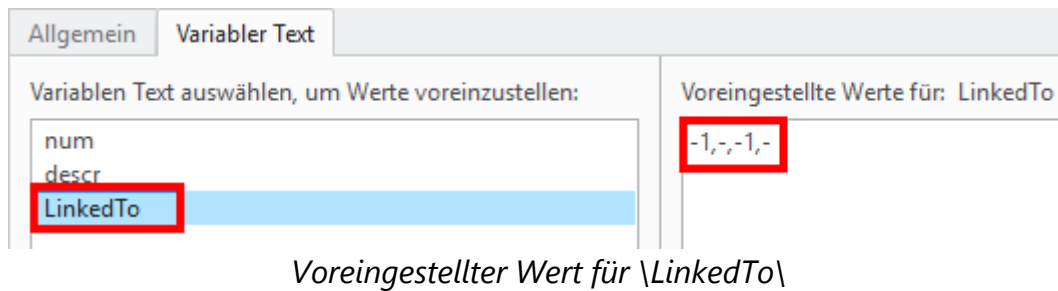 Allgemein Variabler Text
Variablen Text auswählen, um Werte voreinzustellen: Voreingestellte Werte für: LinkedTo
num -1,-,-1,-
descr
LinkedTo
Voreingestellter Wert für \LinkedTo\